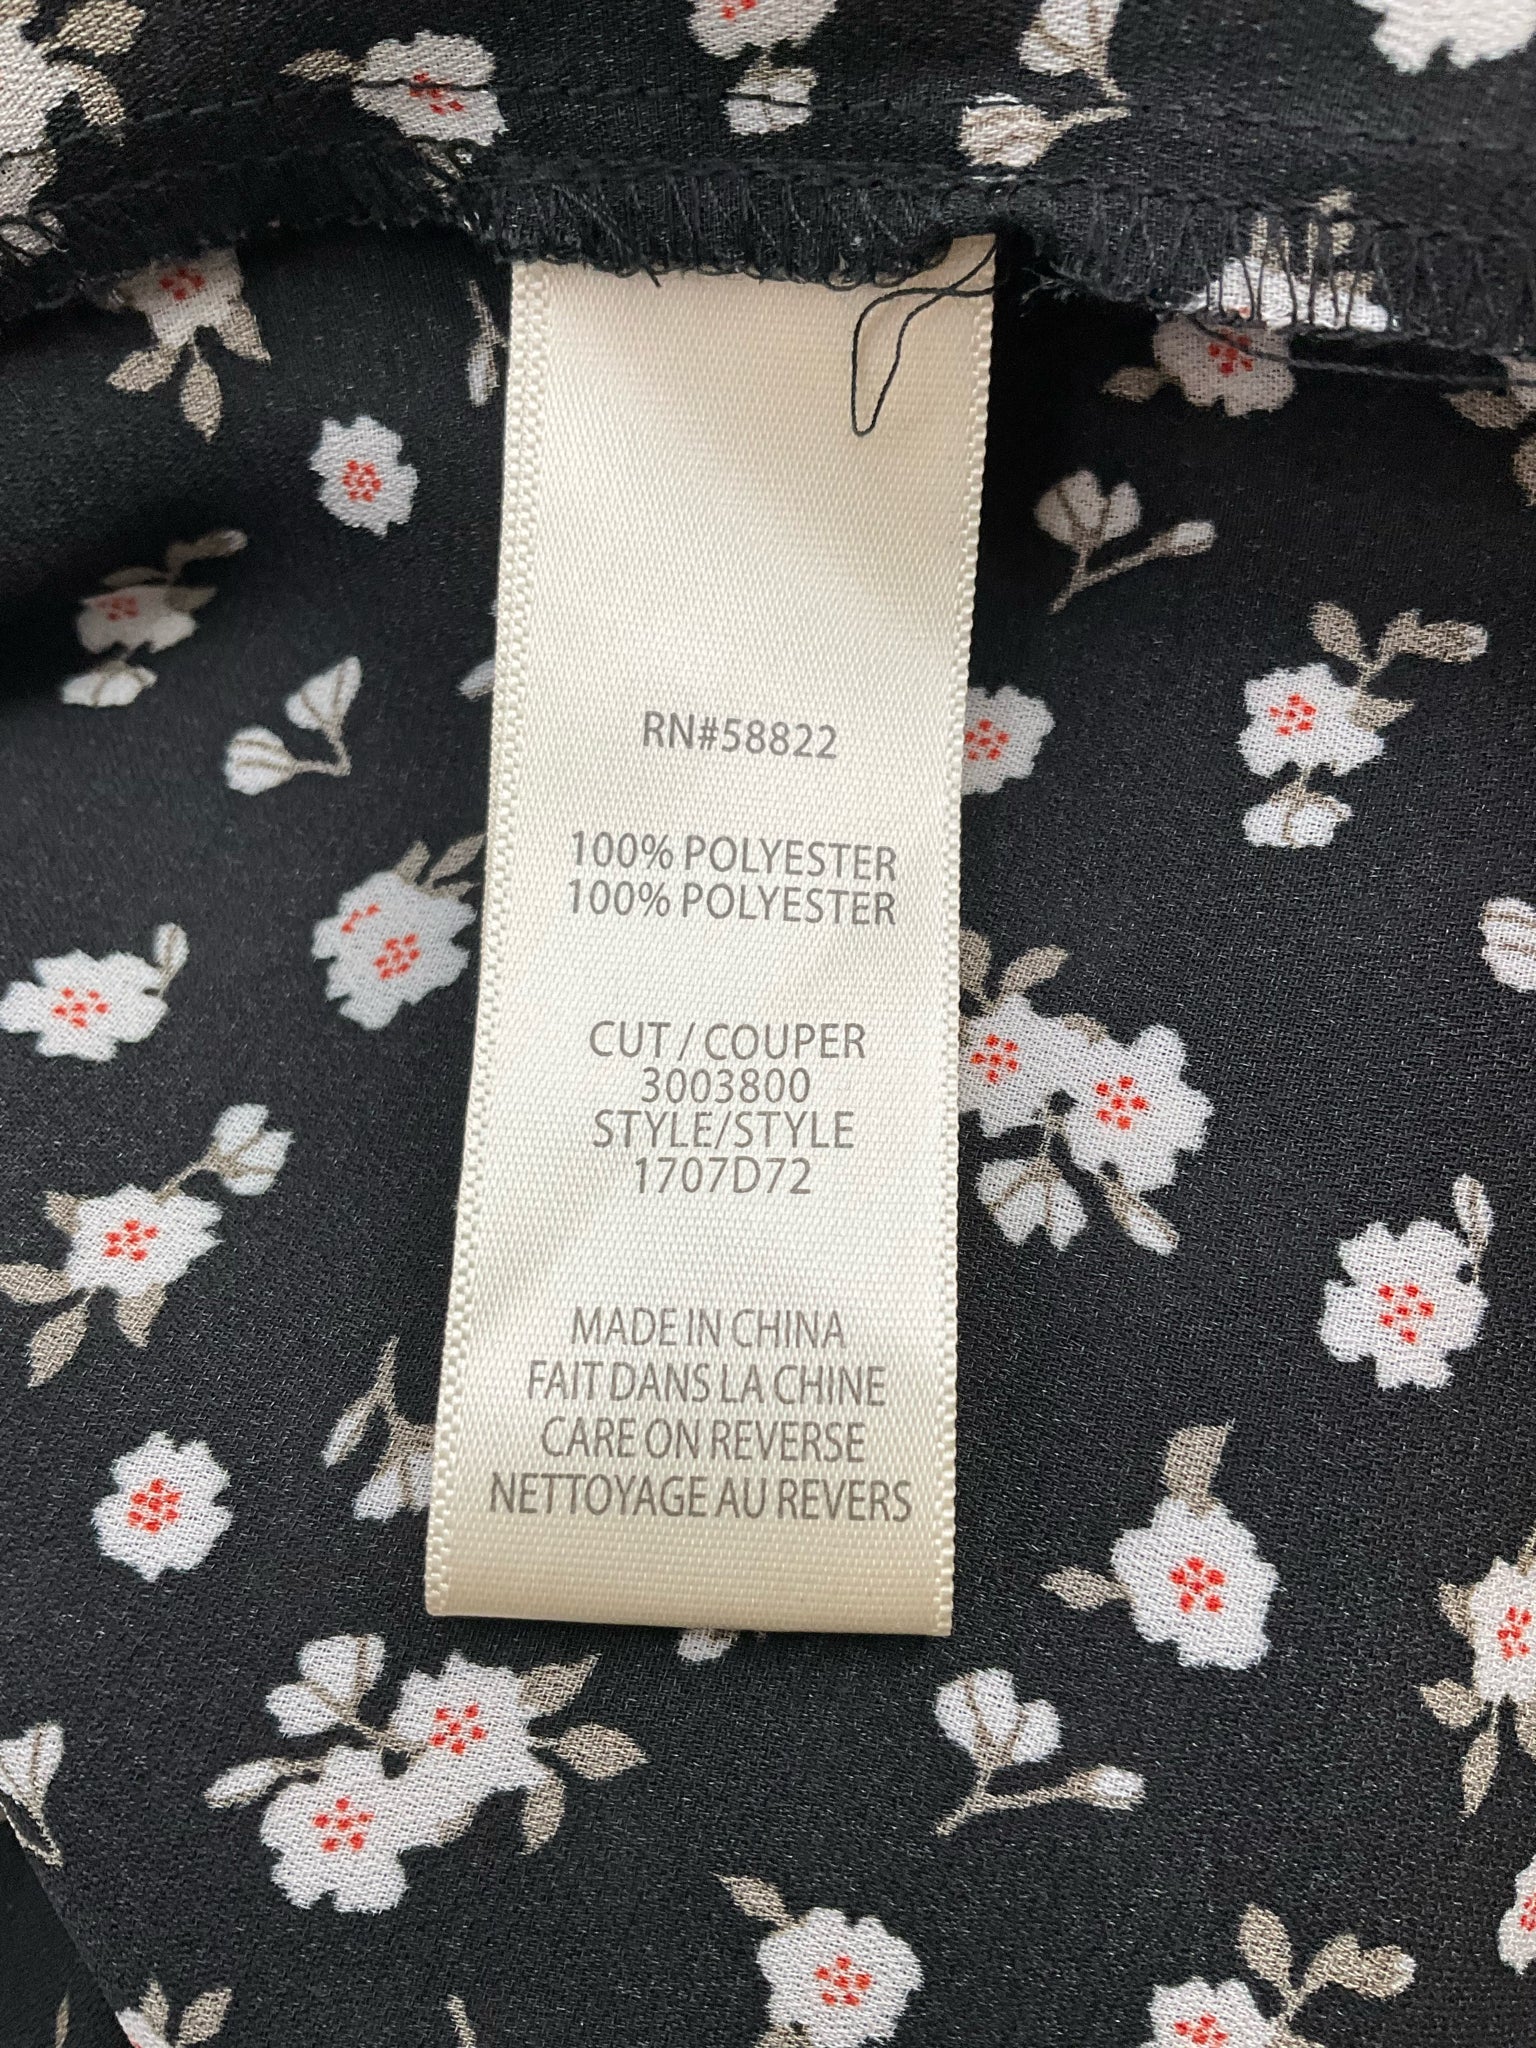 RN#58822
100% POLYESTER
100% POLYESTER
CUT / COUPER
3003800
STYLE/STYLE
1707D72
MADE IN CHINA
FAIT DANS LA CHINE
CARE ON REVERSE
NETTOYAGE AU REVERS